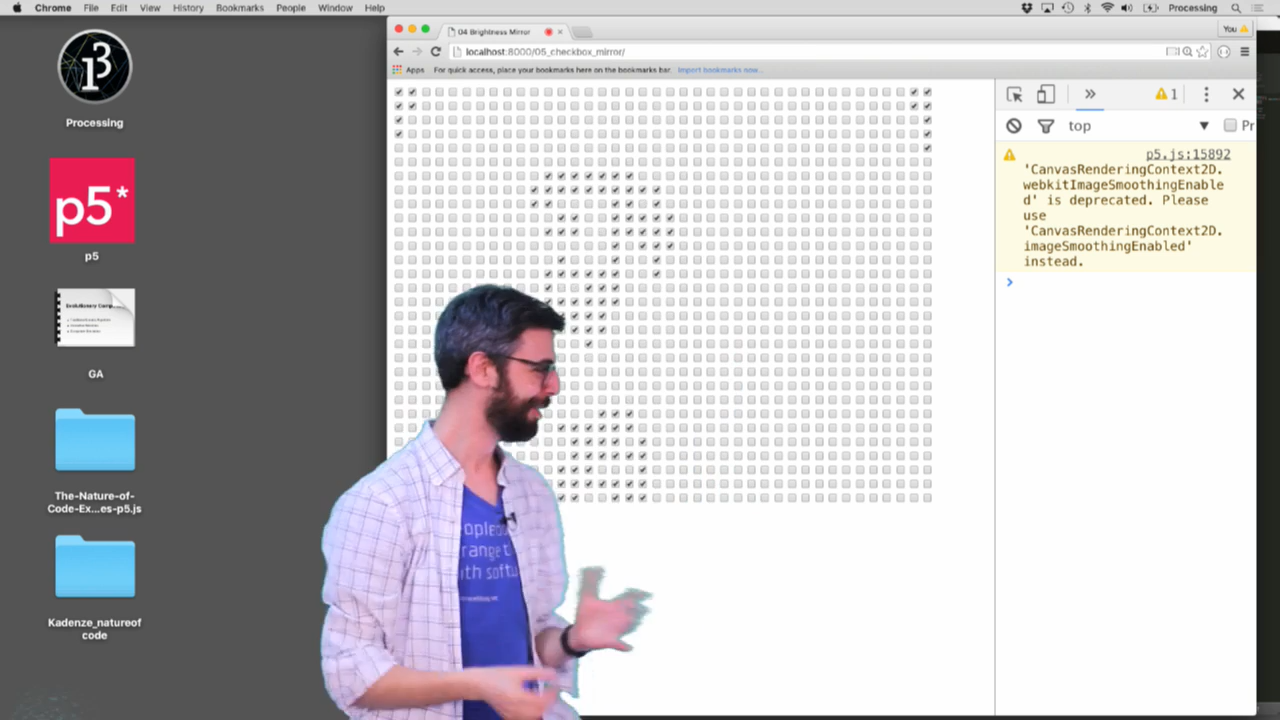 Chrome File Edit View History Bookmarks People Window Help Processing
04 Brightness Mirror
You
localhost:8000/05_checkbox_mirror/
Apps For quick access, place your bookmarks here on the bookmarks bar. Import bookmarks now...
Processing
p5*
p5
GA
The-Nature-of-
Code-Ex...es-p5.js
Kadenze_natureof
code
1
top Pr
p5.js:15892
'CanvasRenderingContext2D.
webkitImageSmoothingEnable
d' is deprecated. Please
use
'CanvasRenderingContext2D.
imageSmoothingEnabled'
instead.